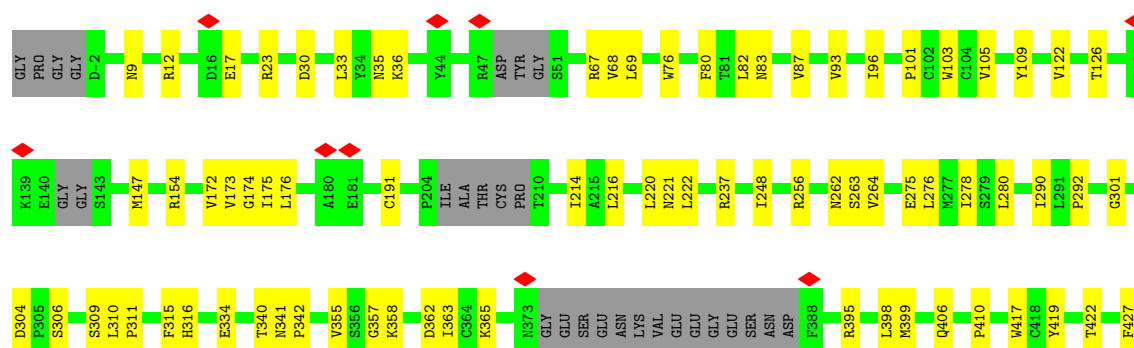 GLY PRO GLY GLY D-2 N9 R12 D16 E17 R23 D30 L33 Y34 N35 K36 Y44 R47 ASP TYR GLY S51 R67 V68 L69 W76 F80 T81 L82 N83 V87 V93 I96 P101 C102 W103 C104 V105 Y109 V122 T126
K139 E140 GLY GLY S143 M147 R154 V172 V173 G174 I175 L176 A180 E181 C191 P204 ILE ALA THR CYS PRO T210 I214 A215 L216 L220 N221 L222 R237 I248 R256 N262 S263 V264 E275 L276 M277 I278 S279 L280 I290 L291 P292 G301
D304 P305 S306 S309 L310 P311 F315 H316 E334 T340 N341 P342 V355 S356 G357 K358 D362 I363 C364 K365 N373 GLY GLU SER GLU ASN LYS VAL GLU GLU GLY GLU SER ASN ASP F388 R395 L398 M399 Q406 P410 W417 C418 Y419 T422 F427